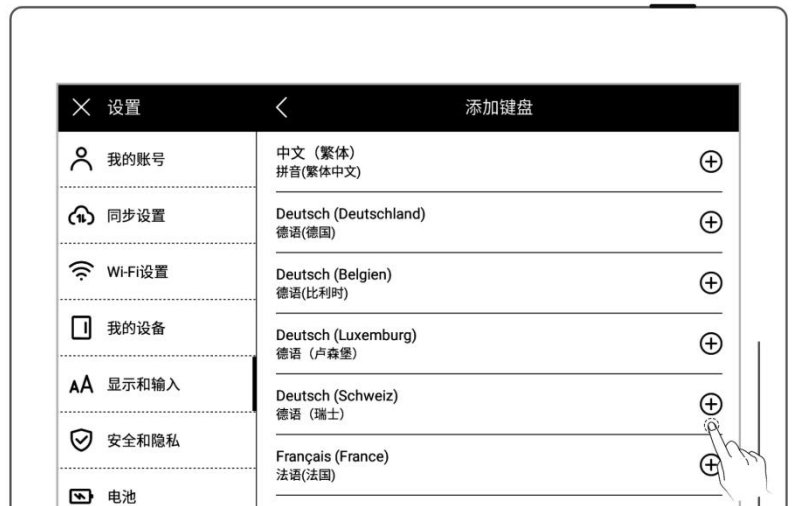 设置
添加键盘
我的账号
同步设置
Wi-Fi设置
我的设备
显示和输入
安全和隐私
电池
中文（繁体）
拼音(繁体中文)
Deutsch (Deutschland)
德语(德国)
Deutsch (Belgien)
德语(比利时)
Deutsch (Luxemburg)
德语（卢森堡）
Deutsch (Schweiz)
德语（瑞士）
Français (France)
法语(法国)